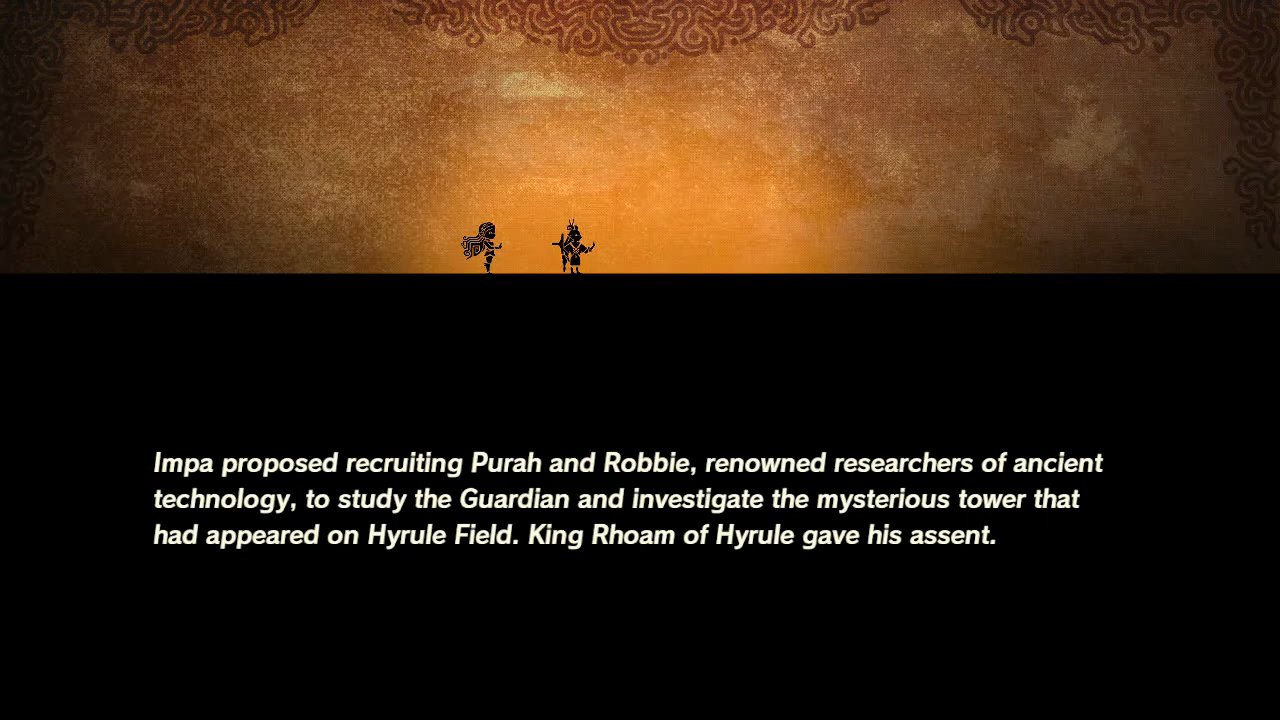 Impa proposed recruiting Purah and Robbie, renowned researchers of ancient
technology, to study the Guardian and investigate the mysterious tower that
had appeared on Hyrule Field. King Rhoam of Hyrule gave his assent.